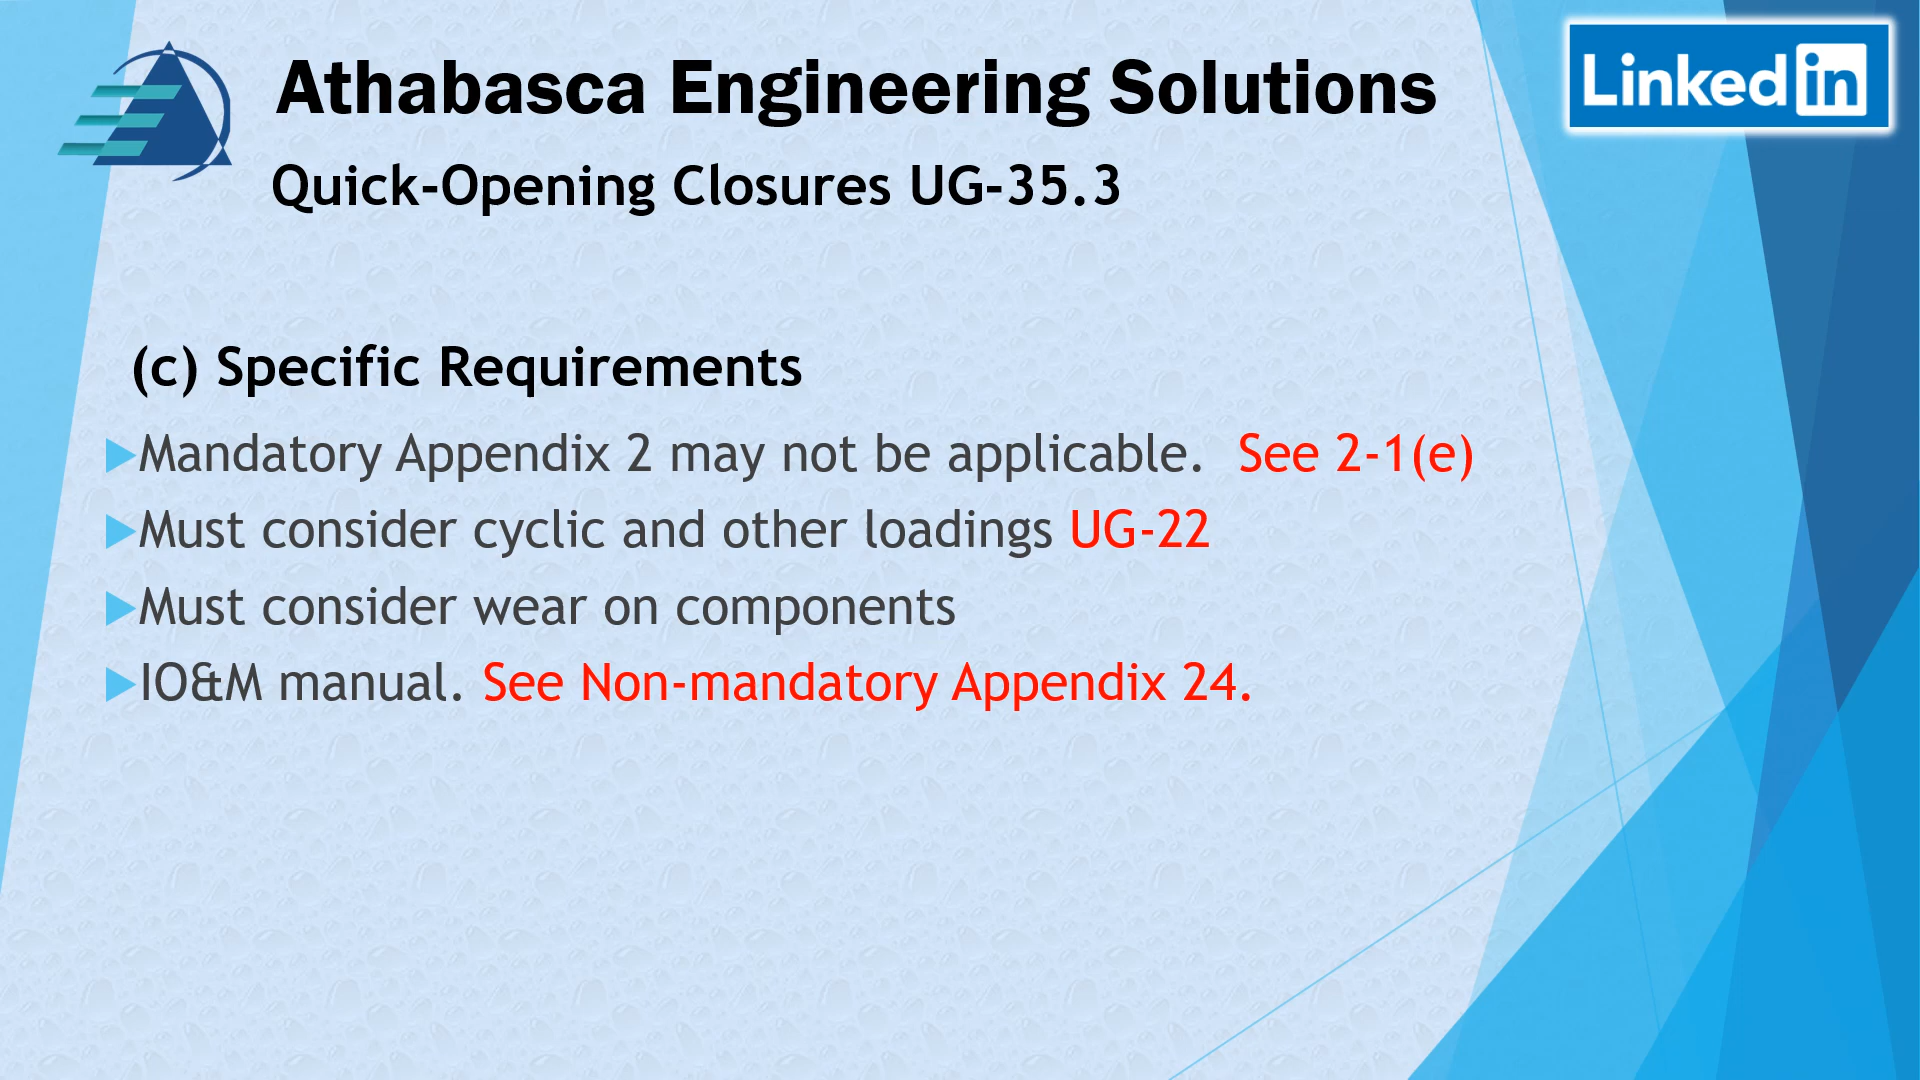 Athabasca Engineering Solutions
Linked in
Quick-Opening Closures UG-35.3
(c) Specific Requirements
Mandatory Appendix 2 may not be applicable. See 2-1(e)
Must consider cyclic and other loadings UG-22
Must consider wear on components
IO&M manual. See Non-mandatory Appendix 24.